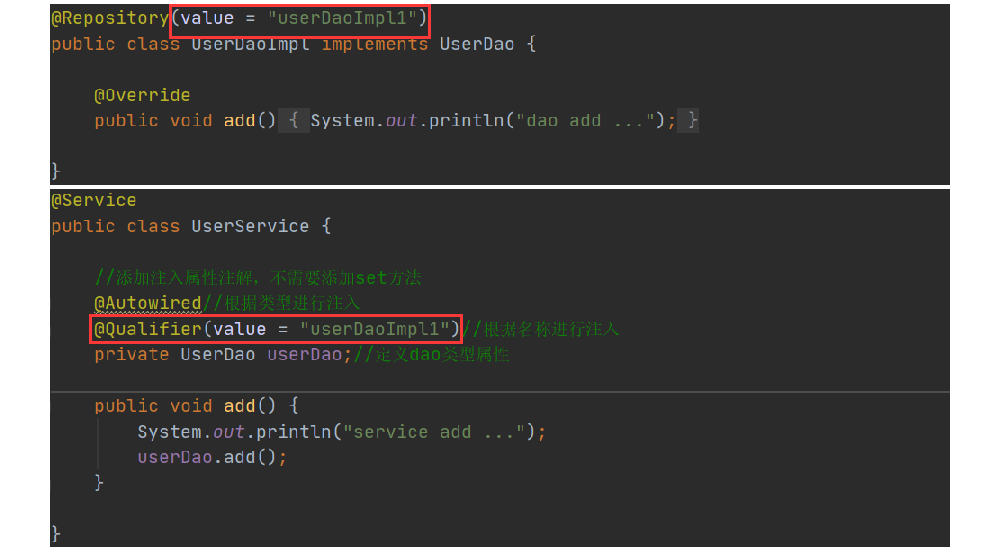 @Repository(value = "userDaoImpl1")
public class UserDaoImpl implements UserDao {
@Override
public void add() { System.out.println("dao add ..."); }
}
@Service
public class UserService {
//添加注入属性注解，不需要添加set方法
@Autowired//根据类型进行注入
@Qualifier(value = "userDaoImpl1")//根据名称进行注入
private UserDao userDao;//定义dao类型属性
public void add() {
System.out.println("service add ...");
userDao.add();
}
}